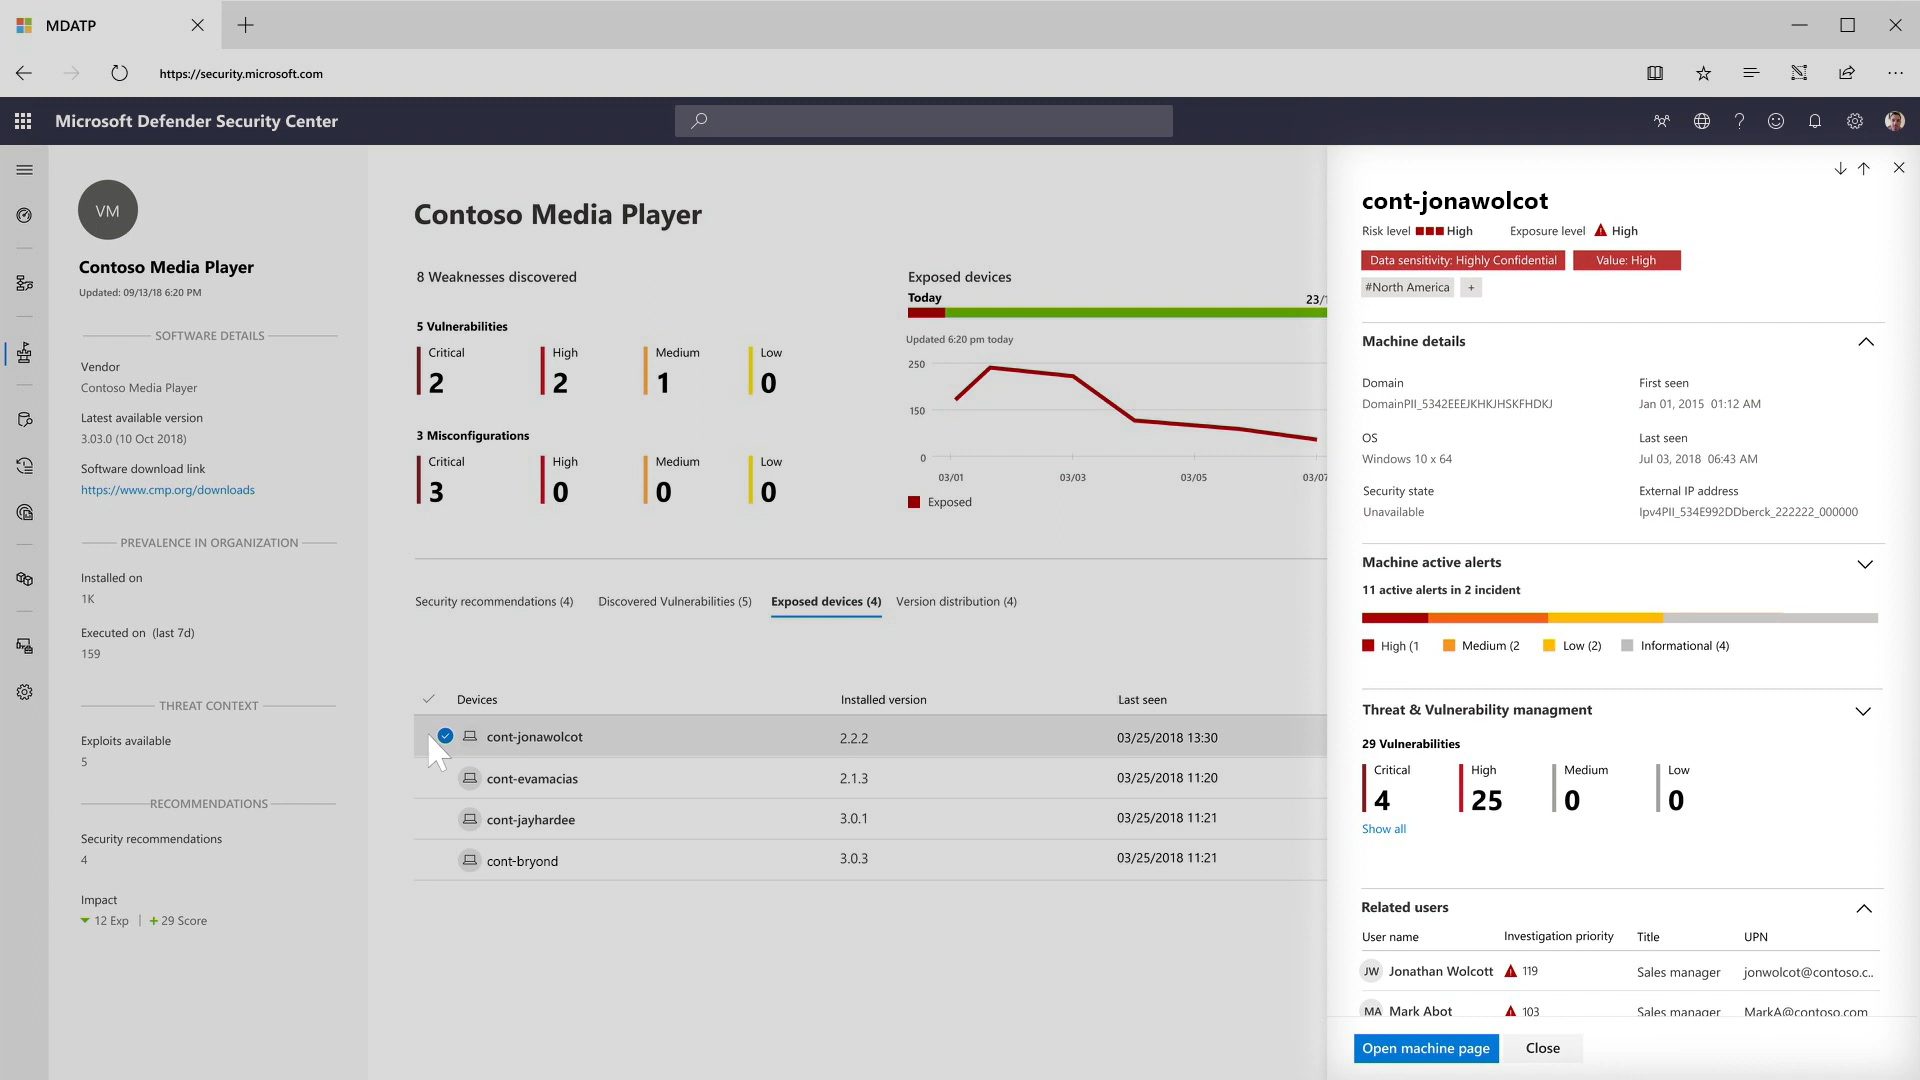 MDATP
https://security.microsoft.com
Microsoft Defender Security Center
VM
Contoso Media Player
Updated: 09/13/18 6:20 PM
SOFTWARE DETAILS
Vendor
Contoso Media Player
Latest available version
3.03.0 (10 Oct 2018)
Software download link
https://www.cmp.org/downloads
PREVALENCE IN ORGANIZATION
Installed on
1K
Executed on (last 7d)
159
THREAT CONTEXT
Exploits available
5
RECOMMENDATIONS
Security recommendations
4
Impact
12 Exp | + 29 Score
Contoso Media Player
8 Weaknesses discovered
5 Vulnerabilities
Critical High Medium Low
2 2 1 0
3 Misconfigurations
Critical High Medium Low
3 0 0 0
Exposed devices
Today 23/1
Updated 6:20 pm today
250
150
0
03/01 03/03 03/05 03/07
Exposed
Security recommendations (4) Discovered Vulnerabilities (5) Exposed devices (4) Version distribution (4)
Devices Installed version Last seen
cont-jonawolcot 2.2.2 03/25/2018 13:30
cont-evamacias 2.1.3 03/25/2018 11:20
cont-jayhardee 3.0.1 03/25/2018 11:21
cont-bryond 3.0.3 03/25/2018 11:21
cont-jonawolcot
Risk level High Exposure level High
Data sensitivity: Highly Confidential Value: High
#North America +
Machine details
Domain First seen
DomainPII_5342EEEJKHKJHSKFHDKJ Jan 01, 2015 01:12 AM
OS Last seen
Windows 10 x 64 Jul 03, 2018 06:43 AM
Security state External IP address
Unavailable Ipv4PII_534E992DDberck_222222_000000
Machine active alerts
11 active alerts in 2 incident
High (1 Medium (2 Low (2) Informational (4)
Threat & Vulnerability managment
29 Vulnerabilities
Critical High Medium Low
4 25 0 0
Show all
Related users
User name Investigation priority Title UPN
JW Jonathan Wolcott 119 Sales manager jonwolcot@contoso.c..
MA Mark Abot 103 Sales manager MarkA@contoso.com
Open machine page Close